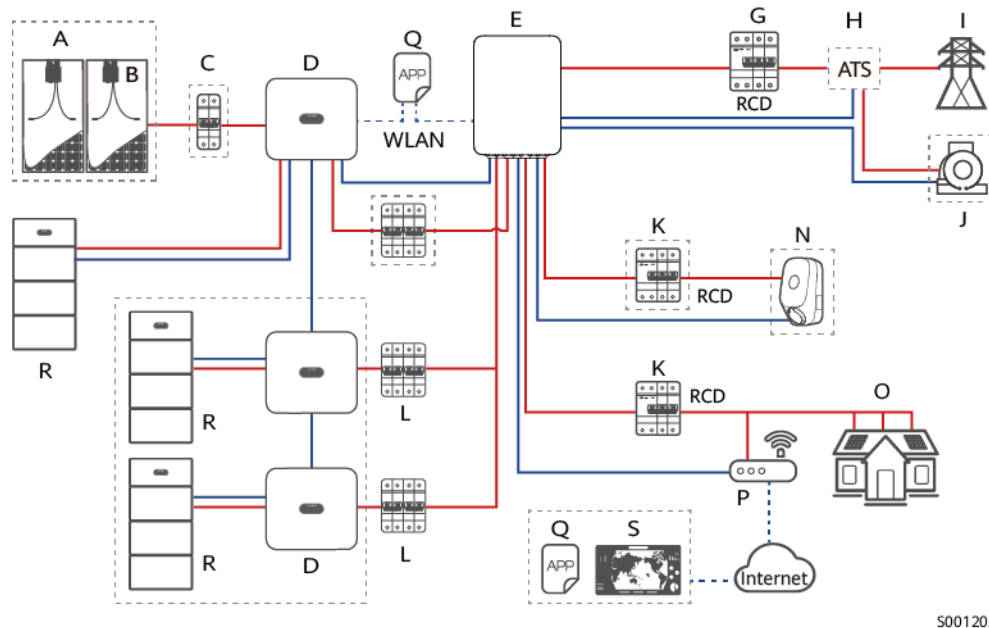 A
B
C
D
Q
APP
WLAN
E
G
RCD
H
ATS
I
J
K
RCD
N
R
R
L
K
RCD
O
P
R
D
L
Q
APP
S
Internet
S00120